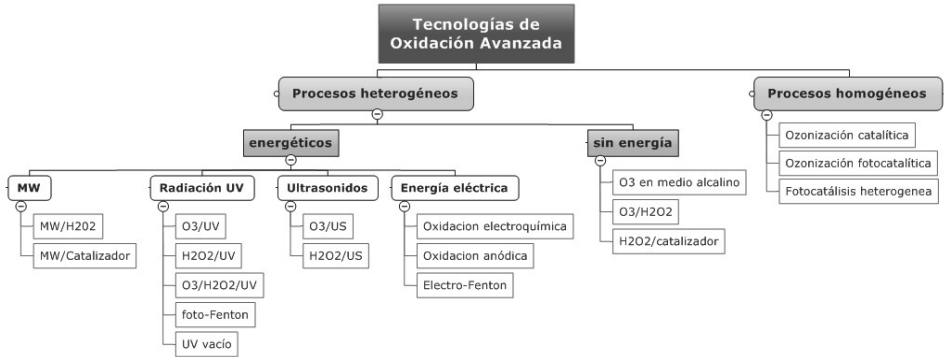 Tecnologías de
Oxidación Avanzada
Procesos heterogéneos
Procesos homogéneos
energéticos
sin energía
Ozonización catalítica
Ozonización fotocatalítica
Fotocatálisis heterogenea
MW
Radiación UV
Ultrasonidos
Energía eléctrica
O3 en medio alcalino
O3/H2O2
H2O2/catalizador
MW/H202
MW/Catalizador
O3/UV
H2O2/UV
O3/H2O2/UV
foto-Fenton
UV vacío
O3/US
H2O2/US
Oxidacion electroquímica
Oxidacion anódica
Electro-Fenton